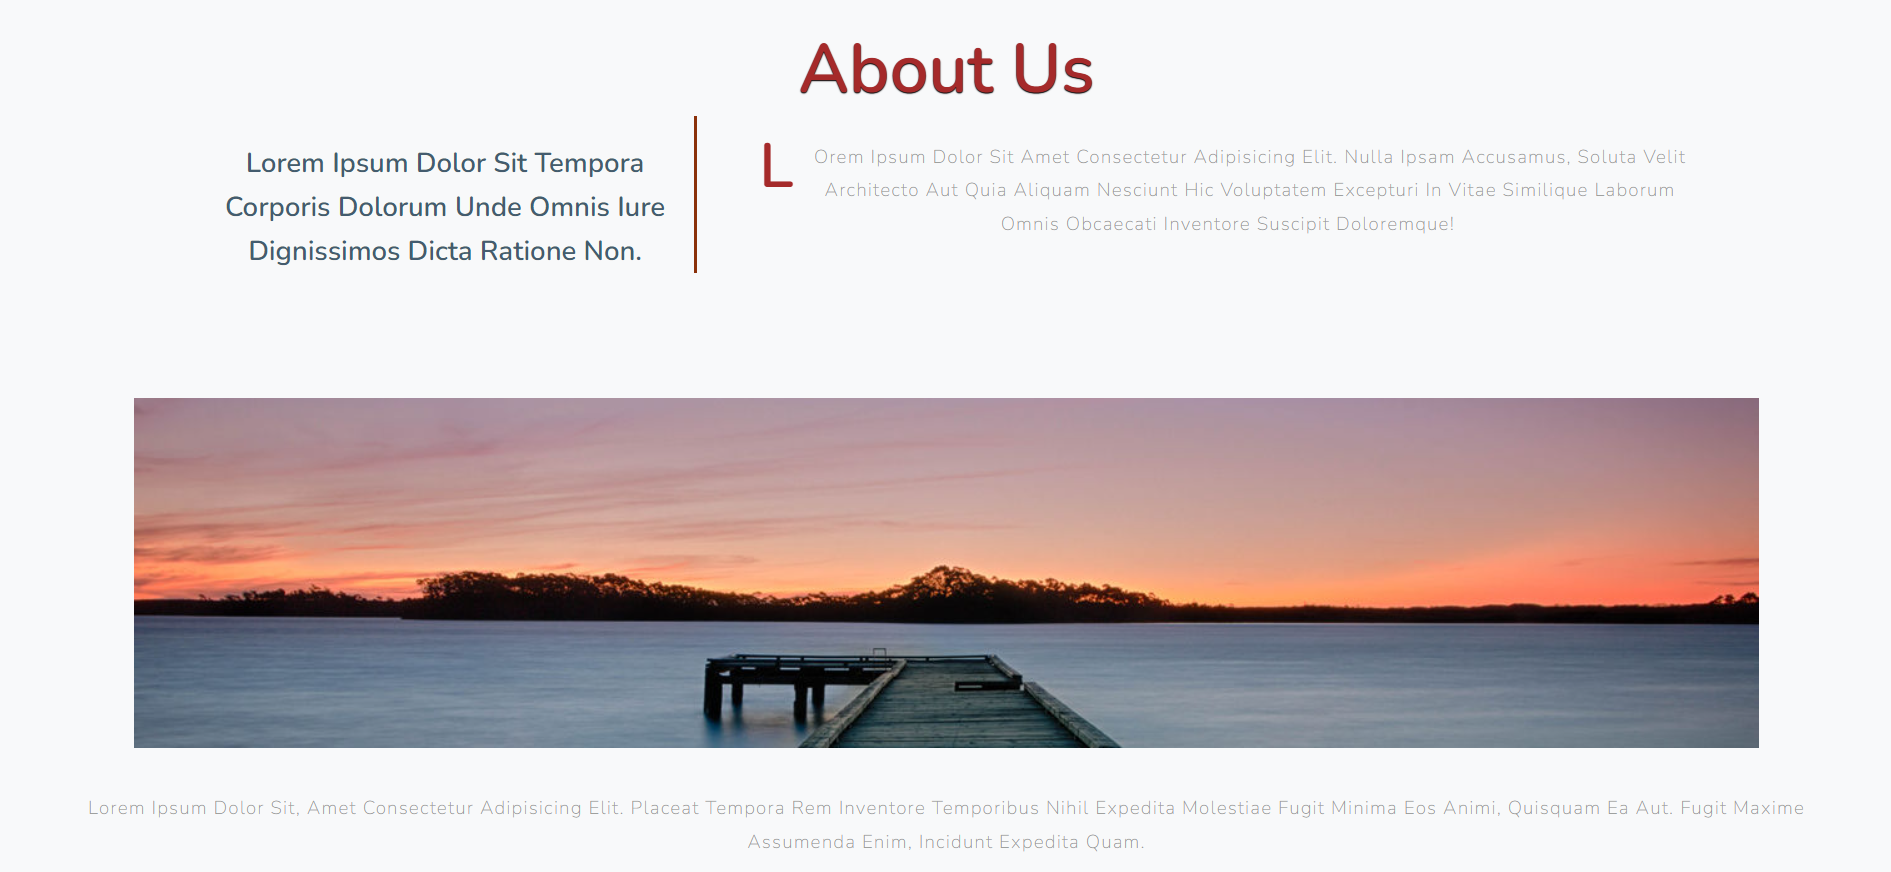 About Us
Lorem Ipsum Dolor Sit Tempora
Corporis Dolorum Unde Omnis Iure
Dignissimos Dicta Ratione Non.
LOrem Ipsum Dolor Sit Amet Consectetur Adipisicing Elit. Nulla Ipsam Accusamus, Soluta Velit
Architecto Aut Quia Aliquam Nesciunt Hic Voluptatem Excepturi In Vitae Similique Laborum
Omnis Obcaecati Inventore Suscipit Doloremque!
Lorem Ipsum Dolor Sit, Amet Consectetur Adipisicing Elit. Placeat Tempora Rem Inventore Temporibus Nihil Expedita Molestiae Fugit Minima Eos Animi, Quisquam Ea Aut. Fugit Maxime
Assumenda Enim, Incidunt Expedita Quam.